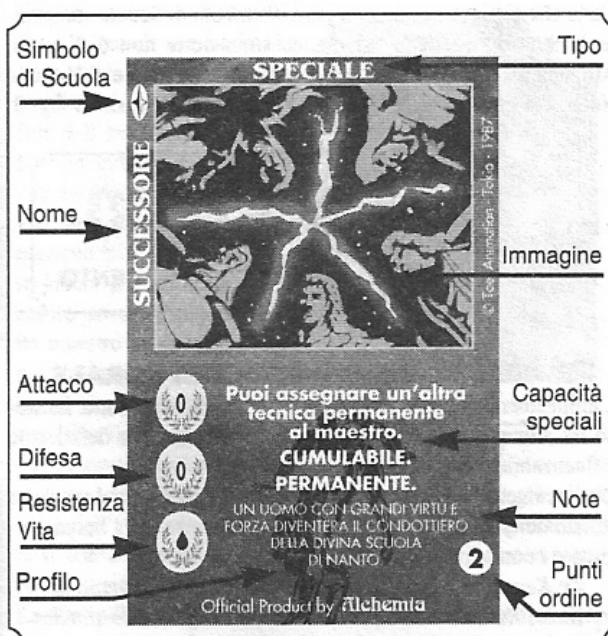 Simbolo
di Scuola
Nome
Attacco
Difesa
Resistenza
Vita
Profilo
SPECIALE
SUCCESSORE
© Toei Animation - Tokio - 1987
0
Puoi assegnare un'altra
tecnica permanente
al maestro.
0
CUMULABILE.
PERMANENTE.
UN UOMO CON GRANDI VIRTÙ E
FORZA DIVENTERÀ IL CONDOTTIERO
DELLA DIVINA SCUOLA
DI NANTO
2
Official Product by Alchemia
Tipo
Immagine
Capacità
speciali
Note
Punti
ordine